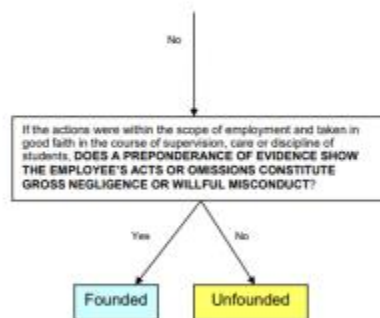 No
If the actions were within the scope of employment and taken in
good faith in the course of supervision, care or discipline of
students, DOES A PREPONDERANCE OF EVIDENCE SHOW
THE EMPLOYEE'S ACTS OR OMISSIONS CONSTITUTE
GROSS NEGLIGENCE OR WILLFUL MISCONDUCT?
Yes
No
Founded
Unfounded